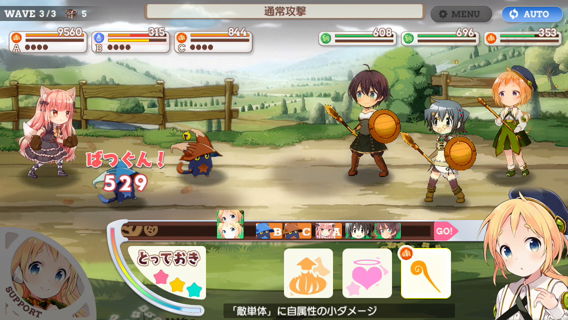 WAVE 3/3
5
通常攻撃
MENU
AUTO
9560
315
844
608
696
353
A
B
C
ばつぐん!
529
B
C
A
GO!
とっておき
SUPPORT
「敵単体」に自属性の小ダメージ